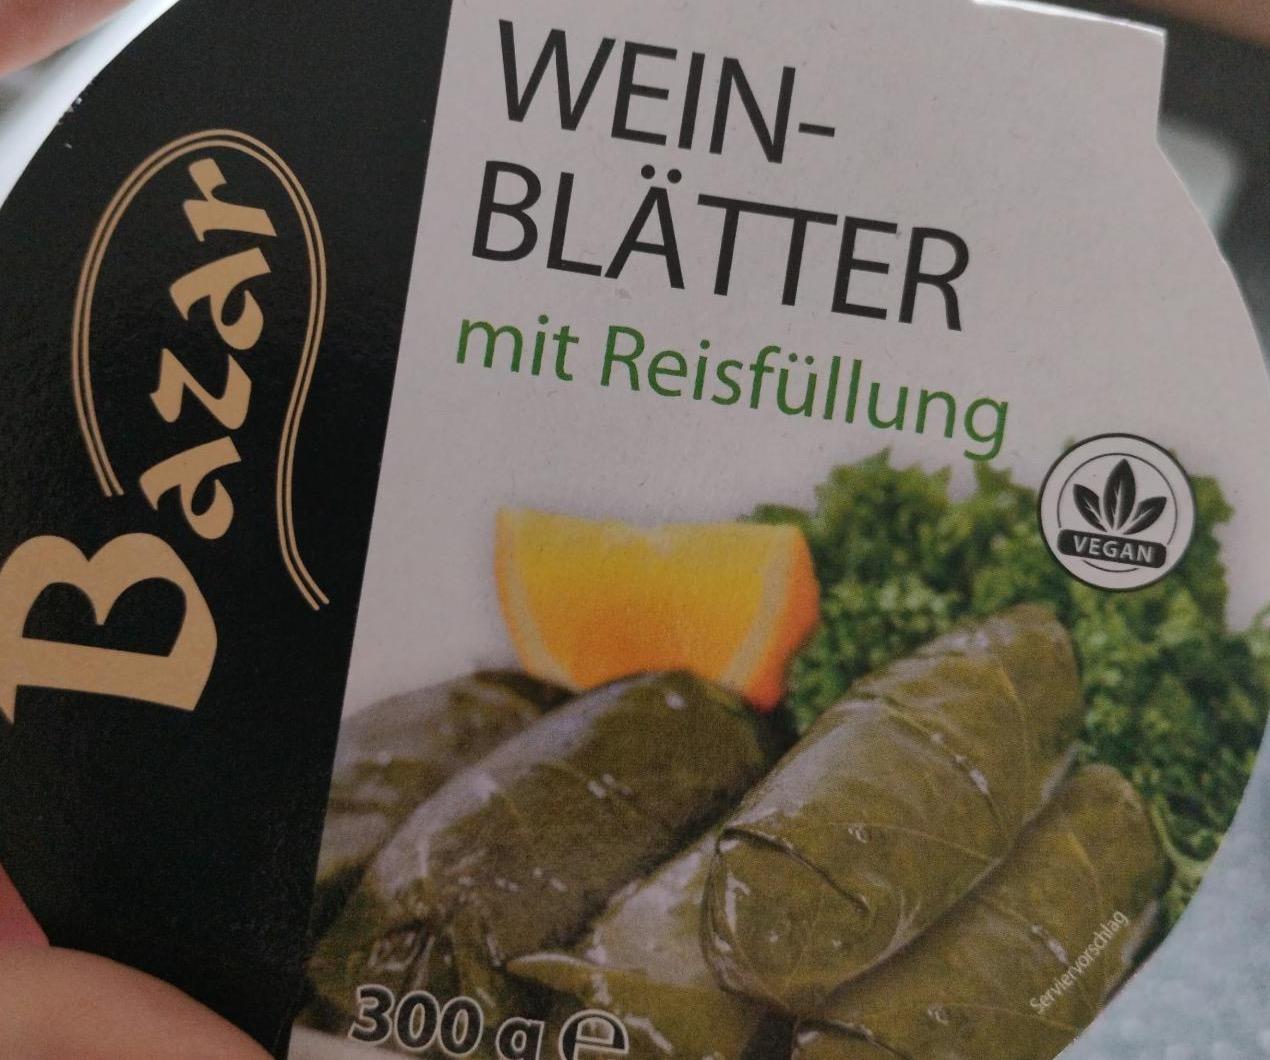 Bazar
WEIN-
BLÄTTER
mit Reisfüllung
VEGAN
Serviervorschlag
300 g e